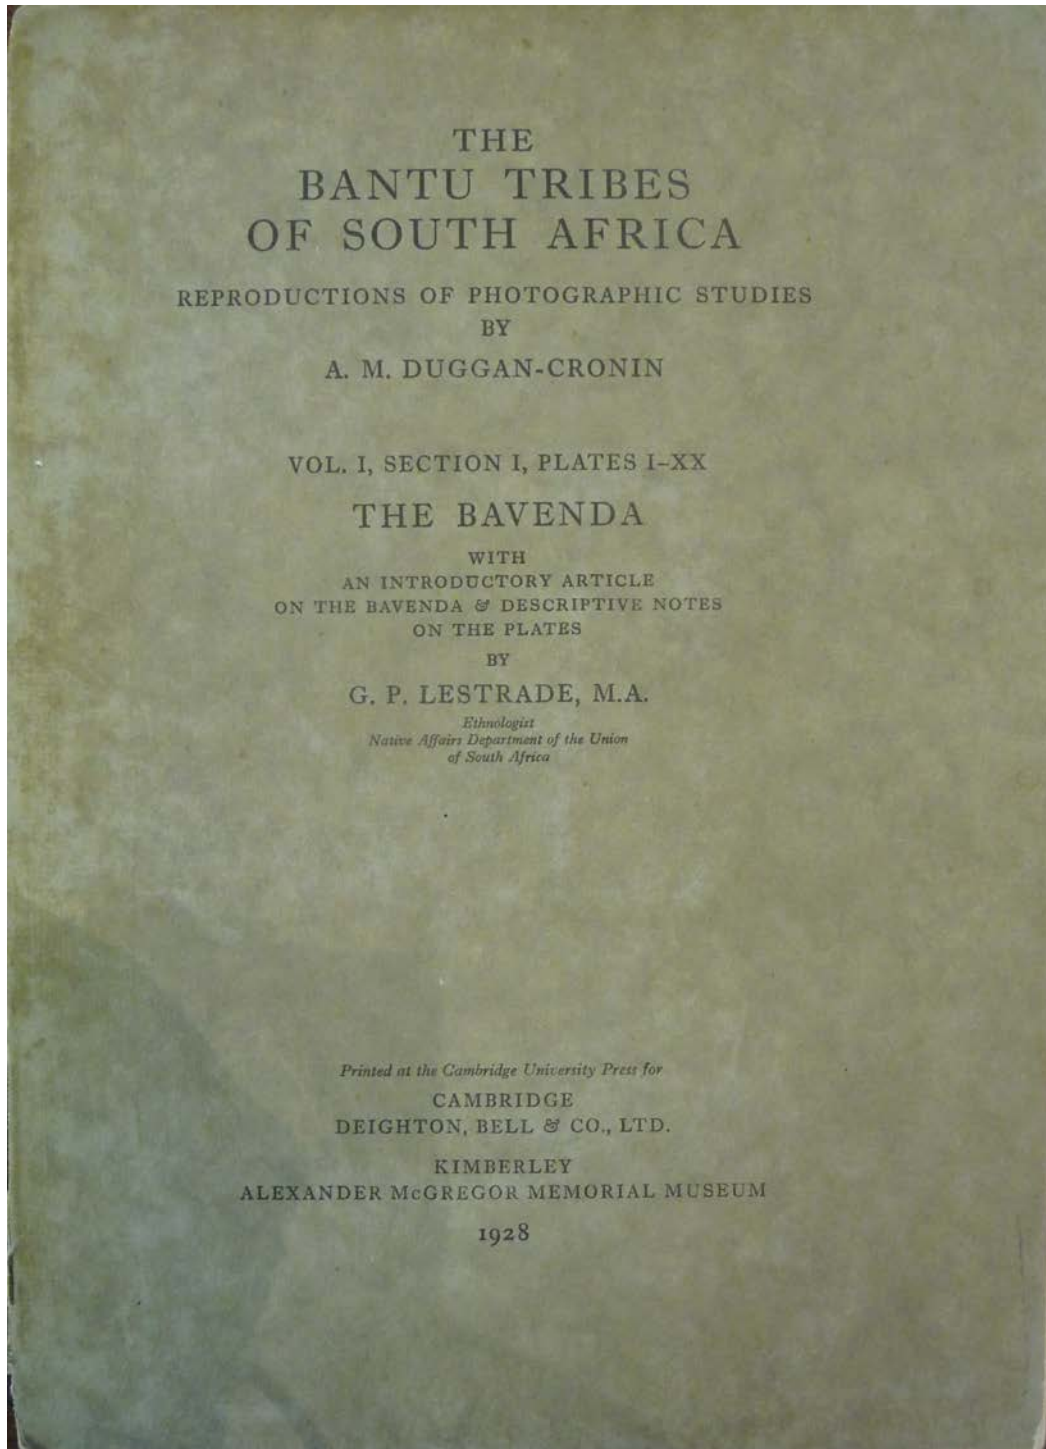 THE
BANTU TRIBES
OF SOUTH AFRICA
REPRODUCTIONS OF PHOTOGRAPHIC STUDIES
BY
A. M. DUGGAN-CRONIN
VOL. I, SECTION I, PLATES I–XX
THE BAVENDA
WITH
AN INTRODUCTORY ARTICLE
ON THE BAVENDA & DESCRIPTIVE NOTES
ON THE PLATES
BY
G. P. LESTRADE, M.A.
Ethnologist
Native Affairs Department of the Union
of South Africa
Printed at the Cambridge University Press for
CAMBRIDGE
DEIGHTON, BELL & CO., LTD.
KIMBERLEY
ALEXANDER McGREGOR MEMORIAL MUSEUM
1928